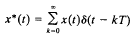 x*(t) = ∑_{k=0}^{∞} x(t)δ(t − kT)